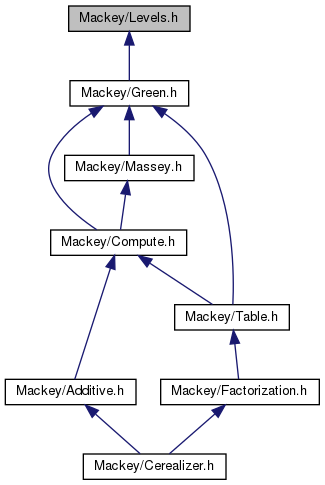 Mackey/Levels.h
Mackey/Green.h
Mackey/Massey.h
Mackey/Compute.h
Mackey/Table.h
Mackey/Additive.h
Mackey/Factorization.h
Mackey/Cerealizer.h